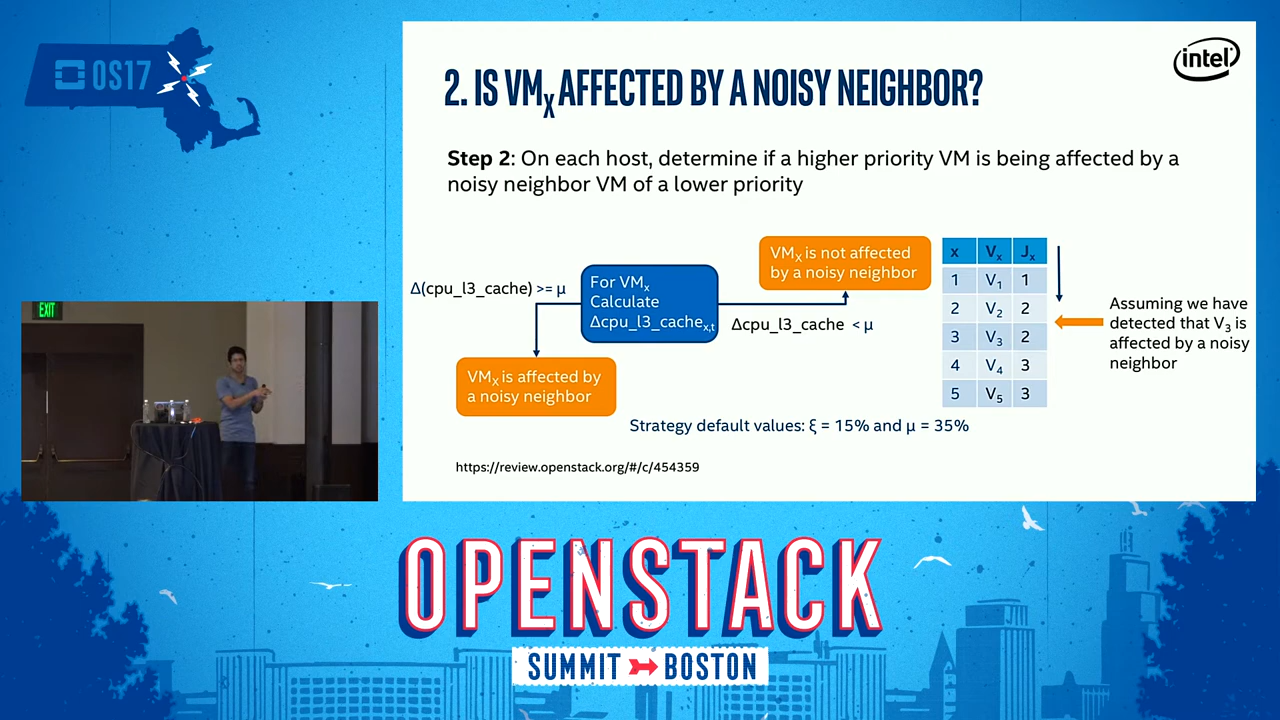 OS17
intel
2. IS VMX AFFECTED BY A NOISY NEIGHBOR?
Step 2: On each host, determine if a higher priority VM is being affected by a
noisy neighbor VM of a lower priority
Δ(cpu_l3_cache) >= μ
For VMx
Calculate
Δcpu_l3_cachex,t
VMX is not affected
by a noisy neighbor
Δcpu_l3_cache < μ
VMX is affected by
a noisy neighbor
x Vx Jx
1 V1 1
2 V2 2
3 V3 2
4 V4 3
5 V5 3
Assuming we have
detected that V3 is
affected by a noisy
neighbor
Strategy default values: ξ = 15% and μ = 35%
https://review.openstack.org/#/c/454359
EXIT
OPENSTACK
SUMMIT BOSTON